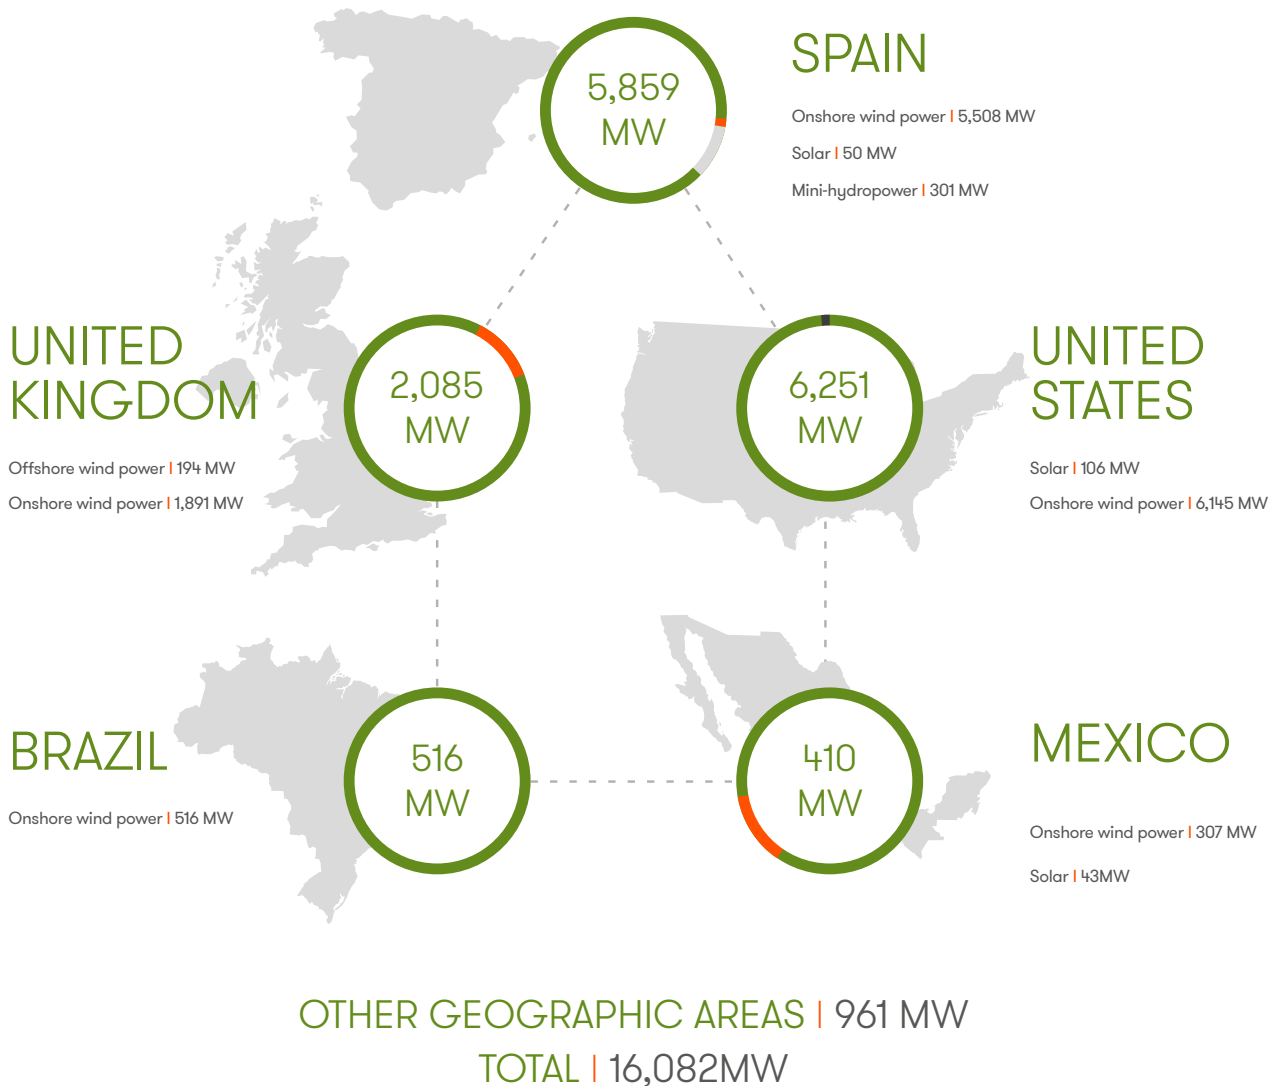 5,859
MW
SPAIN
Onshore wind power | 5,508 MW
Solar | 50 MW
Mini-hydropower | 301 MW
UNITED
KINGDOM
Offshore wind power | 194 MW
Onshore wind power | 1,891 MW
2,085
MW
6,251
MW
UNITED
STATES
Solar | 106 MW
Onshore wind power | 6,145 MW
BRAZIL
Onshore wind power | 516 MW
516
MW
410
MW
MEXICO
Onshore wind power | 307 MW
Solar | 43MW
OTHER GEOGRAPHIC AREAS | 961 MW
TOTAL | 16,082MW